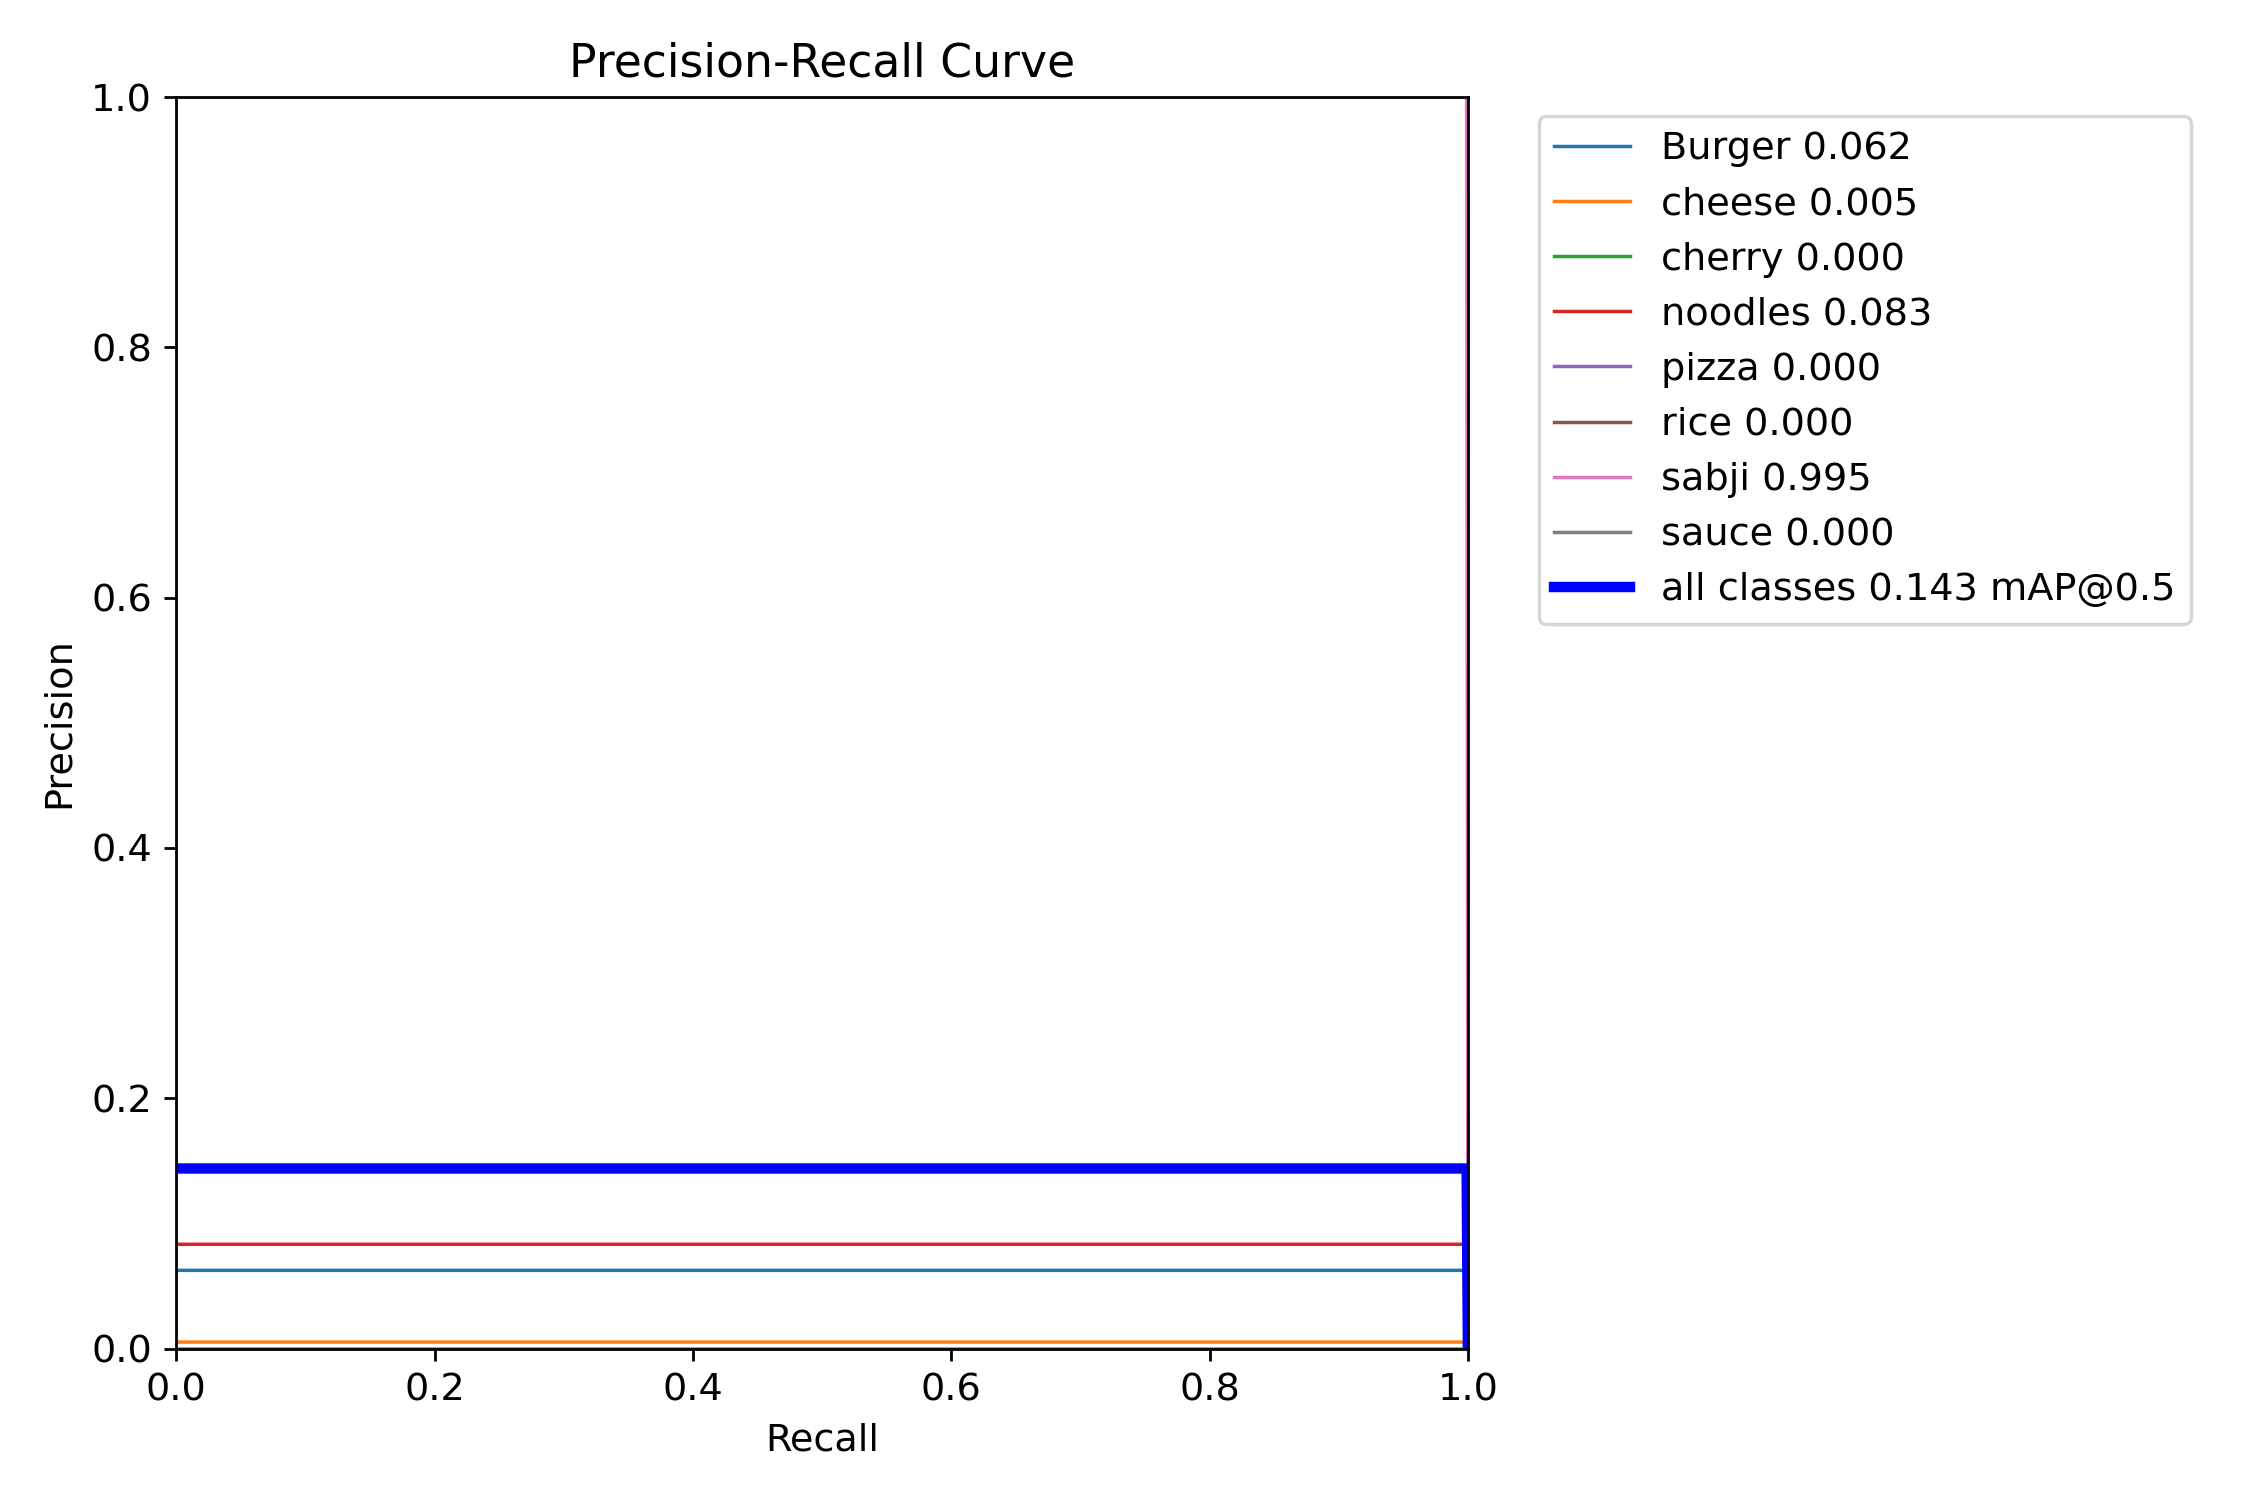 Precision-Recall Curve
1.0
0.8
0.6
0.4
0.2
0.0
Precision
0.0 0.2 0.4 0.6 0.8 1.0
Recall
Burger 0.062
cheese 0.005
cherry 0.000
noodles 0.083
pizza 0.000
rice 0.000
sabji 0.995
sauce 0.000
all classes 0.143 mAP@0.5